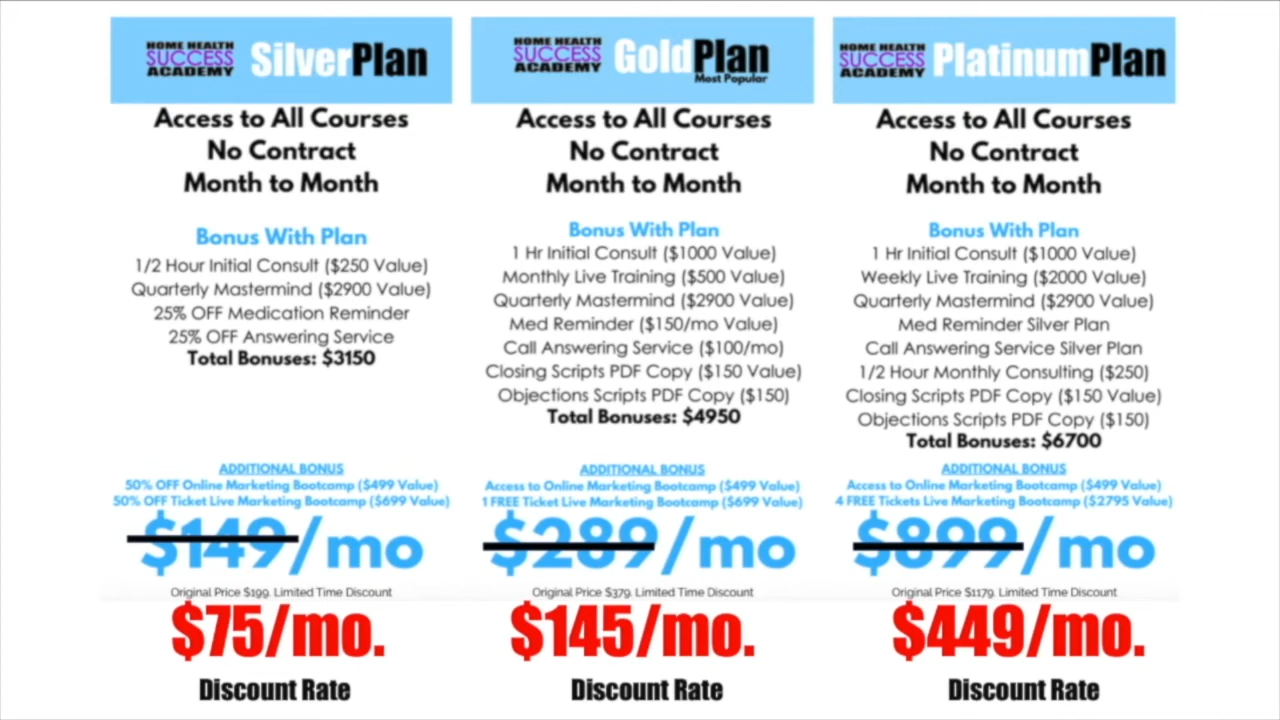 HOME HEALTH
SUCCESS
ACADEMY
SilverPlan
Access to All Courses
No Contract
Month to Month
Bonus With Plan
1/2 Hour Initial Consult ($250 Value)
Quarterly Mastermind ($2900 Value)
25% OFF Medication Reminder
25% OFF Answering Service
Total Bonuses: $3150
ADDITIONAL BONUS
50% OFF Online Marketing Bootcamp ($499 Value)
50% OFF Ticket Live Marketing Bootcamp ($699 Value)
$149/mo
Original Price $199. Limited Time Discount
$75/mo.
Discount Rate
HOME HEALTH
SUCCESS
ACADEMY
GoldPlan
Most Popular
Access to All Courses
No Contract
Month to Month
Bonus With Plan
1 Hr Initial Consult ($1000 Value)
Monthly Live Training ($500 Value)
Quarterly Mastermind ($2900 Value)
Med Reminder ($150/mo Value)
Call Answering Service ($100/mo)
Closing Scripts PDF Copy ($150 Value)
Objections Scripts PDF Copy ($150)
Total Bonuses: $4950
ADDITIONAL BONUS
Access to Online Marketing Bootcamp ($499 Value)
1 FREE Ticket Live Marketing Bootcamp ($699 Value)
$289/mo
Original Price $379. Limited Time Discount
$145/mo.
Discount Rate
HOME HEALTH
SUCCESS
ACADEMY
PlatinumPlan
Access to All Courses
No Contract
Month to Month
Bonus With Plan
1 Hr Initial Consult ($1000 Value)
Weekly Live Training ($2000 Value)
Quarterly Mastermind ($2900 Value)
Med Reminder Silver Plan
Call Answering Service Silver Plan
1/2 Hour Monthly Consulting ($250)
Closing Scripts PDF Copy ($150 Value)
Objections Scripts PDF Copy ($150)
Total Bonuses: $6700
ADDITIONAL BONUS
Access to Online Marketing Bootcamp ($499 Value)
4 FREE Tickets Live Marketing Bootcamp ($2795 Value)
$899/mo
Original Price $1179. Limited Time Discount
$449/mo.
Discount Rate